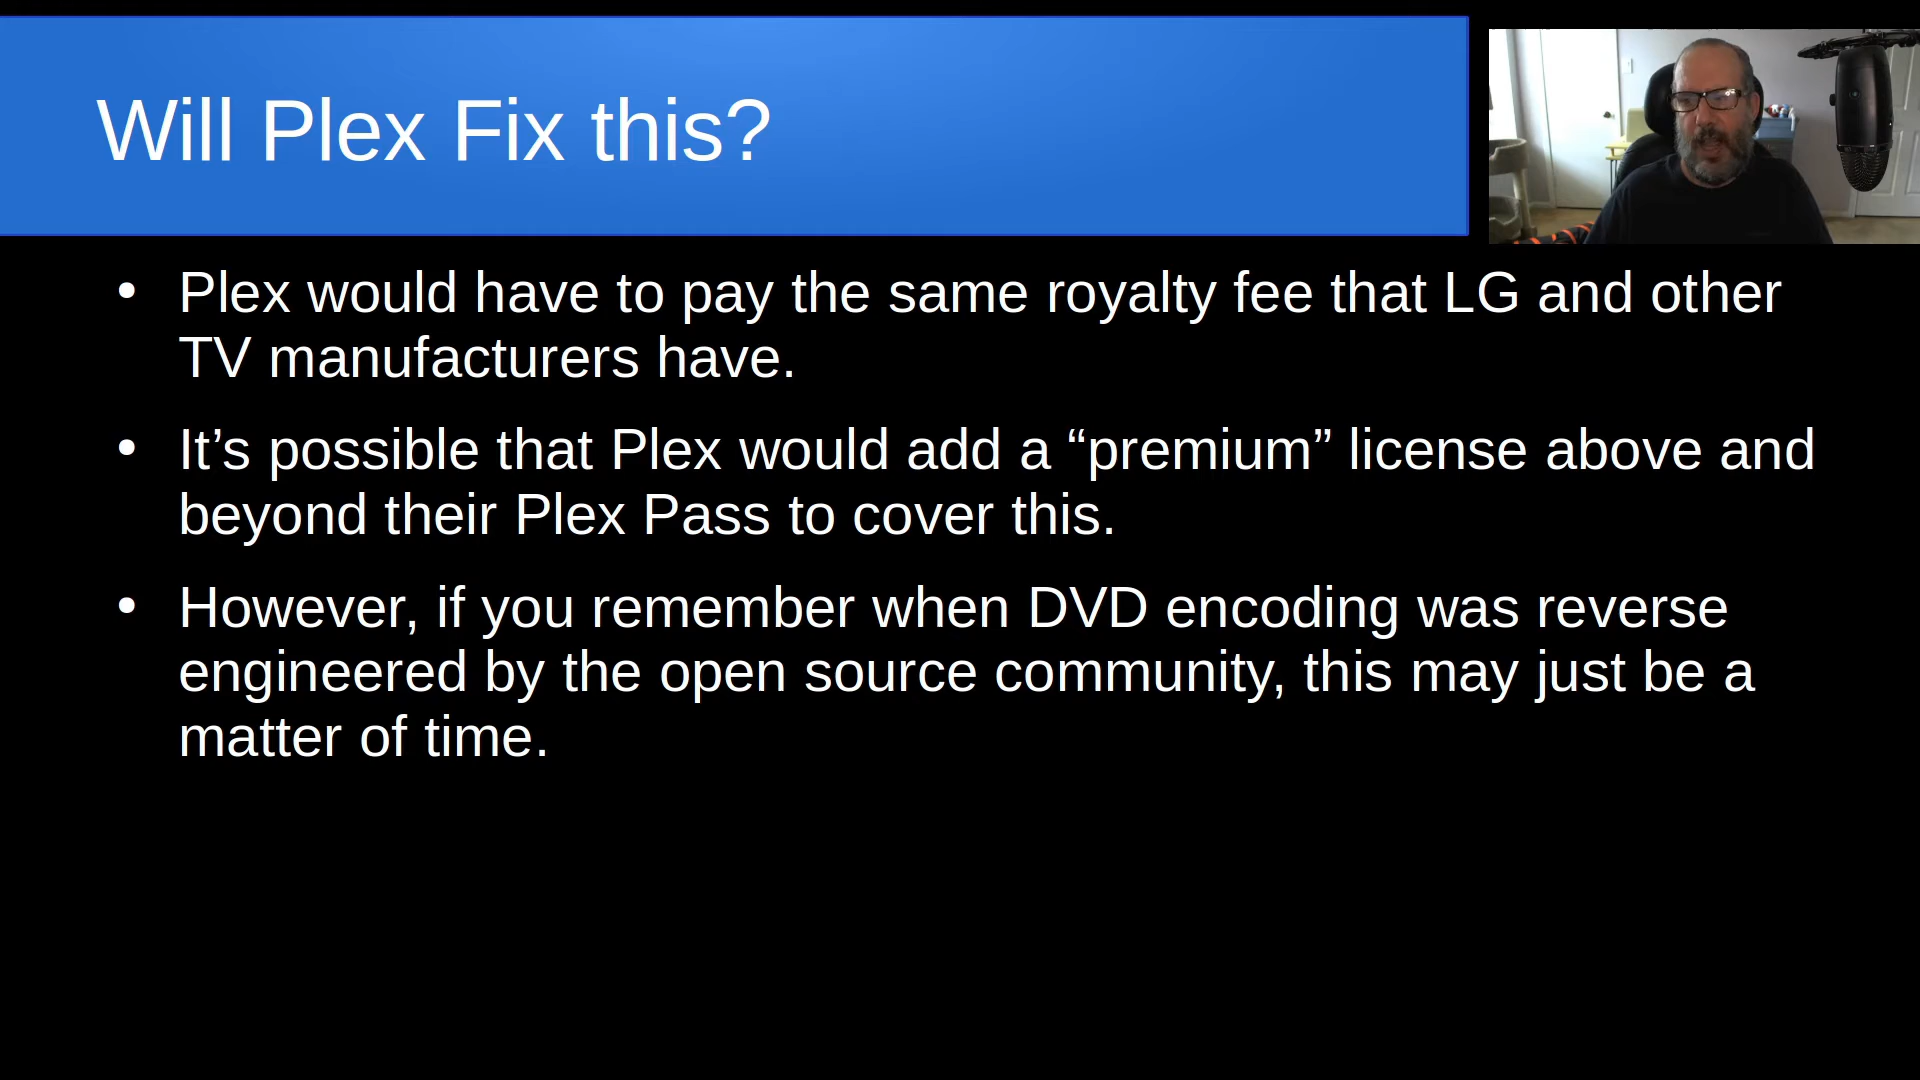 Will Plex Fix this?
• Plex would have to pay the same royalty fee that LG and other
TV manufacturers have.
• It’s possible that Plex would add a “premium” license above and
beyond their Plex Pass to cover this.
• However, if you remember when DVD encoding was reverse
engineered by the open source community, this may just be a
matter of time.